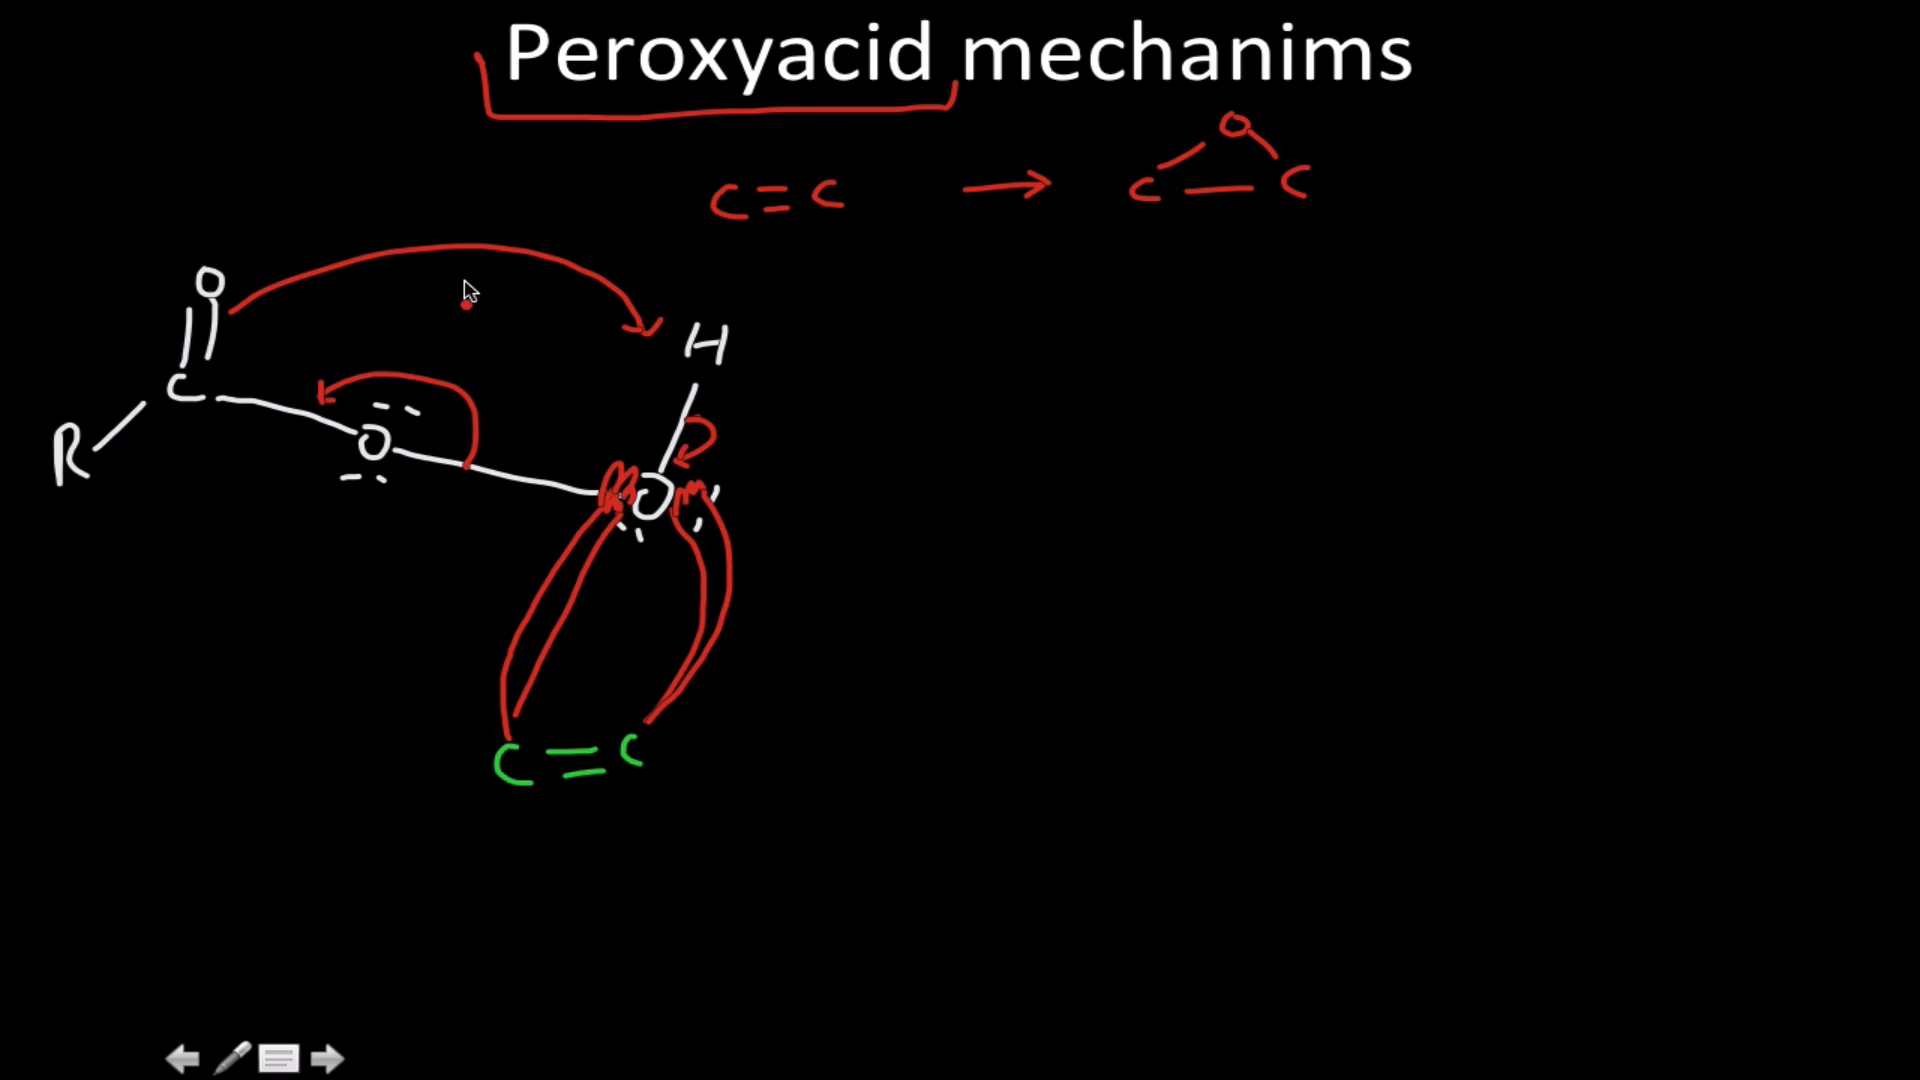 Peroxyacid mechanims
O
C = C → C — C
O
H
C
R
O
O
C = C